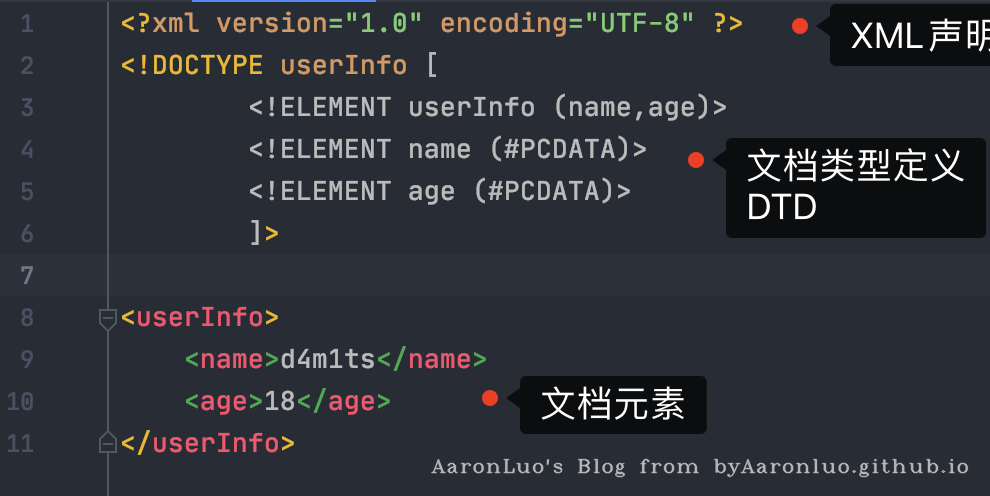 1 <?xml version="1.0" encoding="UTF-8" ?> XML声明
2 <!DOCTYPE userInfo [
3 <!ELEMENT userInfo (name,age)>
4 <!ELEMENT name (#PCDATA)>
文档类型定义
5 <!ELEMENT age (#PCDATA)>
DTD
6 ]>
7
8 <userInfo>
9 <name>d4m1ts</name>
10 <age>18</age> 文档元素
11 </userInfo>
AaronLuo's Blog from byAaronluo.github.io